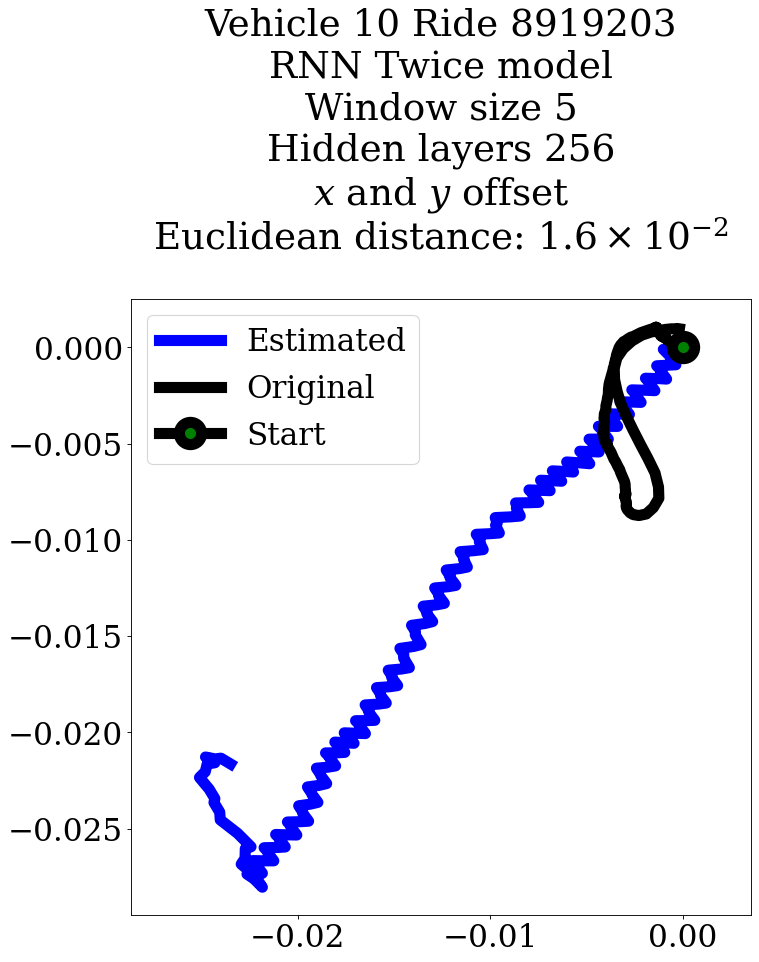 Vehicle 10 Ride 8919203
RNN Twice model
Window size 5
Hidden layers 256
x and y offset
Euclidean distance: 1.6 × 10⁻²
Estimated
Original
Start
0.000
−0.005
−0.010
−0.015
−0.020
−0.025
−0.02 −0.01 0.00